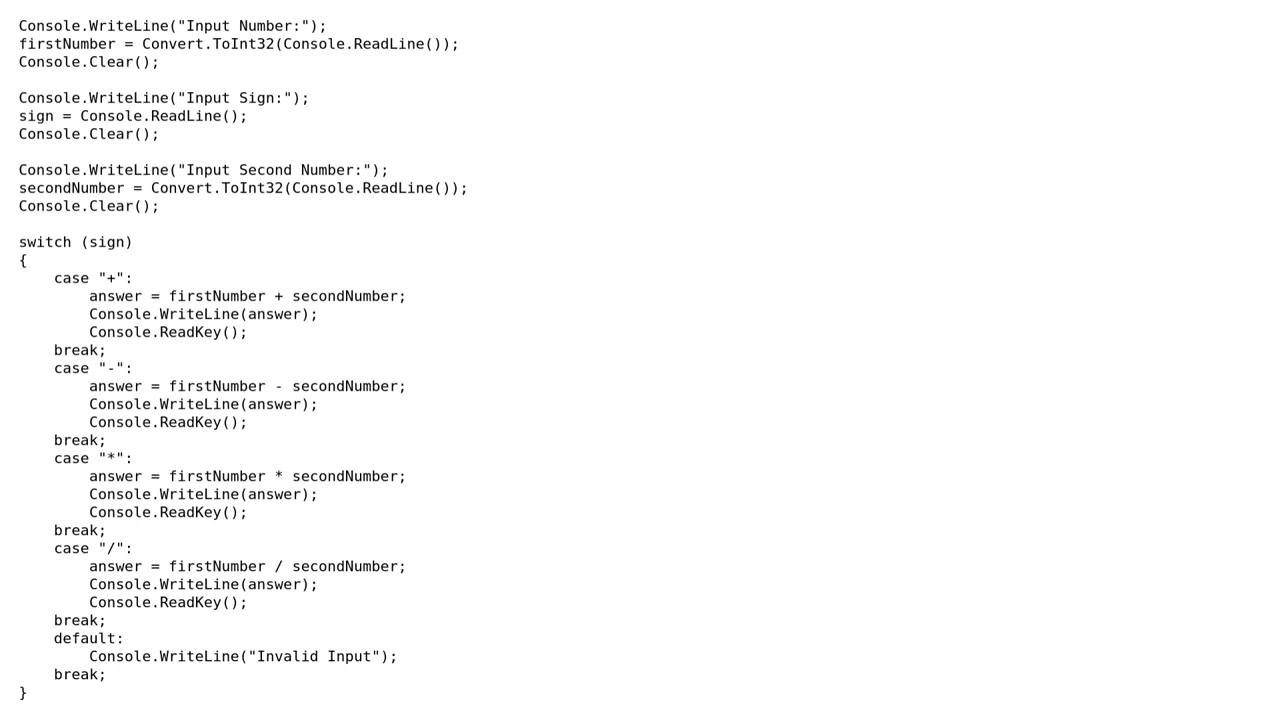 Console.WriteLine("Input Number:");
firstNumber = Convert.ToInt32(Console.ReadLine());
Console.Clear();

Console.WriteLine("Input Sign:");
sign = Console.ReadLine();
Console.Clear();

Console.WriteLine("Input Second Number:");
secondNumber = Convert.ToInt32(Console.ReadLine());
Console.Clear();

switch (sign)
{
    case "+":
        answer = firstNumber + secondNumber;
        Console.WriteLine(answer);
        Console.ReadKey();
    break;
    case "-":
        answer = firstNumber - secondNumber;
        Console.WriteLine(answer);
        Console.ReadKey();
    break;
    case "*":
        answer = firstNumber * secondNumber;
        Console.WriteLine(answer);
        Console.ReadKey();
    break;
    case "/":
        answer = firstNumber / secondNumber;
        Console.WriteLine(answer);
        Console.ReadKey();
    break;
    default:
        Console.WriteLine("Invalid Input");
    break;
}